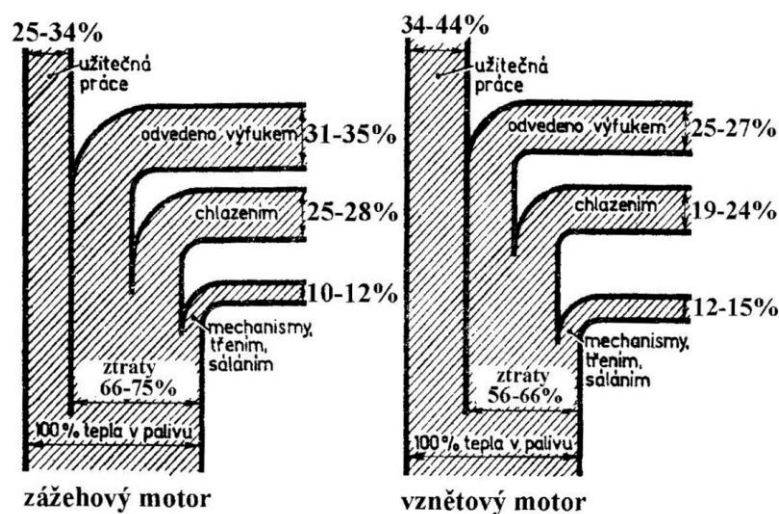 25-34%
užitečná
práce
odvedeno výfukem
31-35%
chlazením
25-28%
10-12%
mechanismy,
třením,
sáláním
ztráty
66-75%
100% tepla v palivu
zážehový motor
34-44%
užitečná
práce
odvedeno výfukem
25-27%
chlazením
19-24%
12-15%
mechanismy,
třením,
sáláním
ztráty
56-66%
100% tepla v palivu
vznětový motor